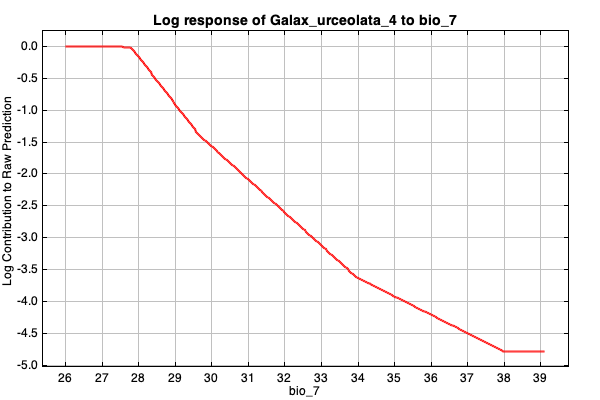 Log response of Galax_urceolata_4 to bio_7
Log Contribution to Raw Prediction
0.0
-0.5
-1.0
-1.5
-2.0
-2.5
-3.0
-3.5
-4.0
-4.5
-5.0
26 27 28 29 30 31 32 33 34 35 36 37 38 39
bio_7